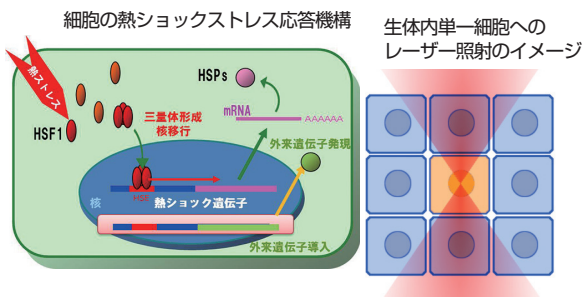 細胞の熱ショックストレス応答機構
生体内単一細胞への
レーザー照射のイメージ
熱ストレス
HSF1
HSPs
mRNA
AAAAAA
三量体形成
核移行
外来遺伝子発現
HSE
核
熱ショック遺伝子
外来遺伝子導入